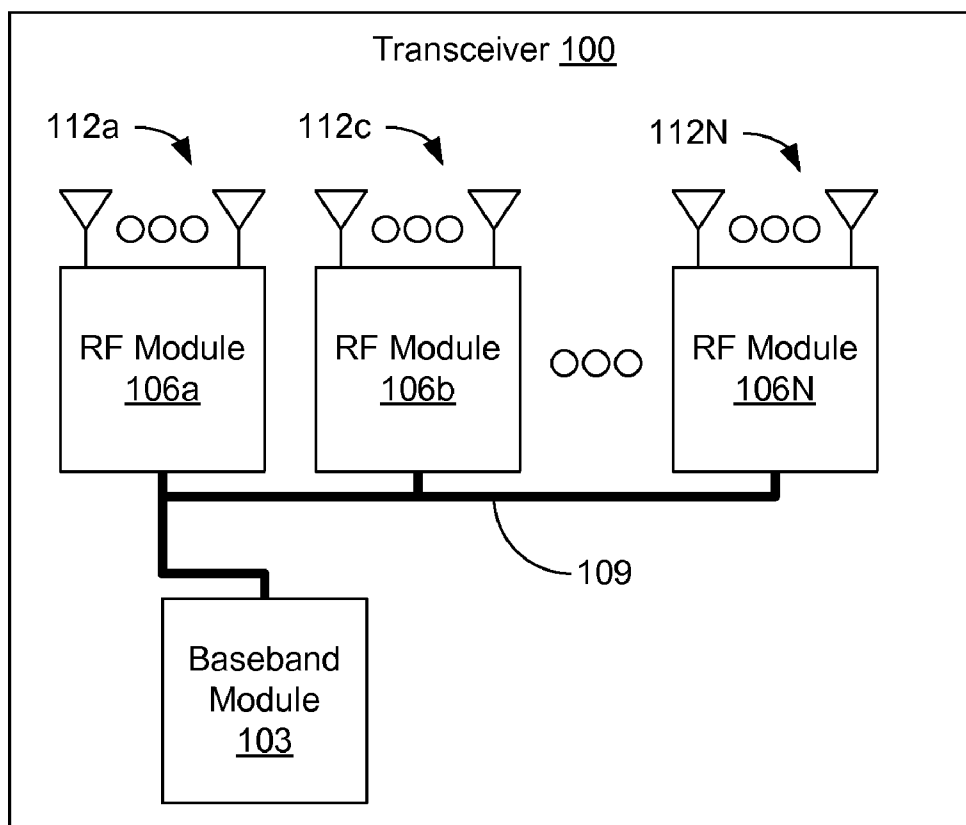 Transceiver 100
112a
112c
112N
RF Module
106a
RF Module
106b
RF Module
106N
109
Baseband
Module
103